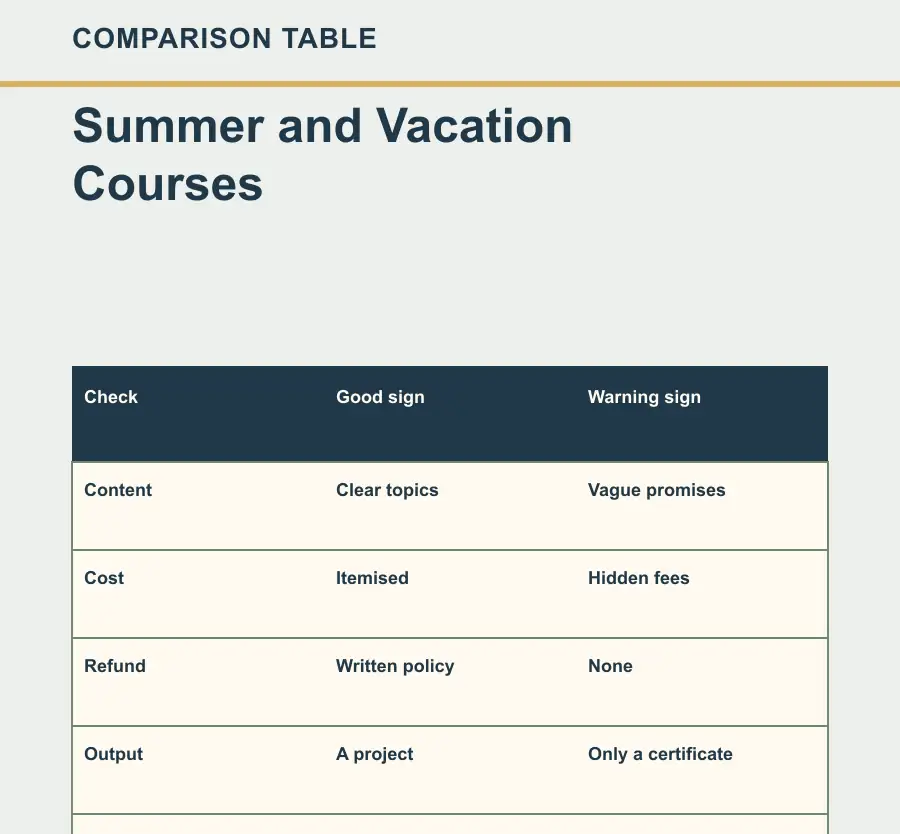 COMPARISON TABLE
Summer and Vacation
Courses
Check Good sign Warning sign
Content Clear topics Vague promises
Cost Itemised Hidden fees
Refund Written policy None
Output A project Only a certificate